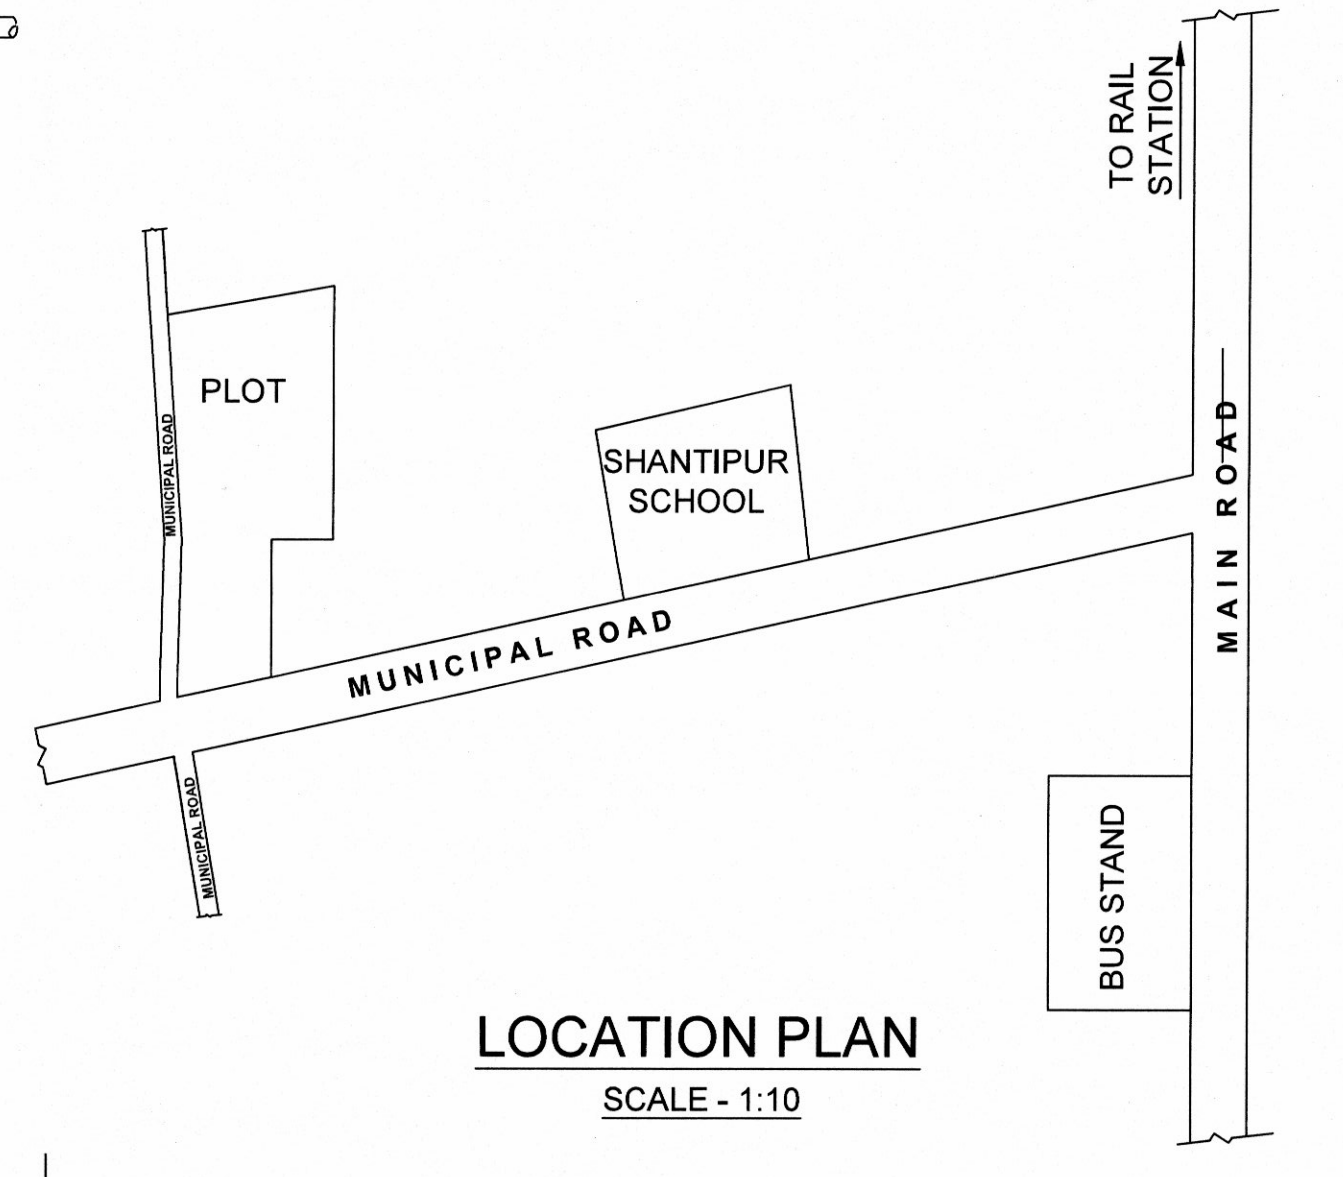 TO RAIL
STATION
PLOT
MUNICIPAL ROAD
SHANTIPUR
SCHOOL
MAIN ROAD
MUNICIPAL ROAD
MUNICIPAL ROAD
BUS STAND
LOCATION PLAN
SCALE - 1:10